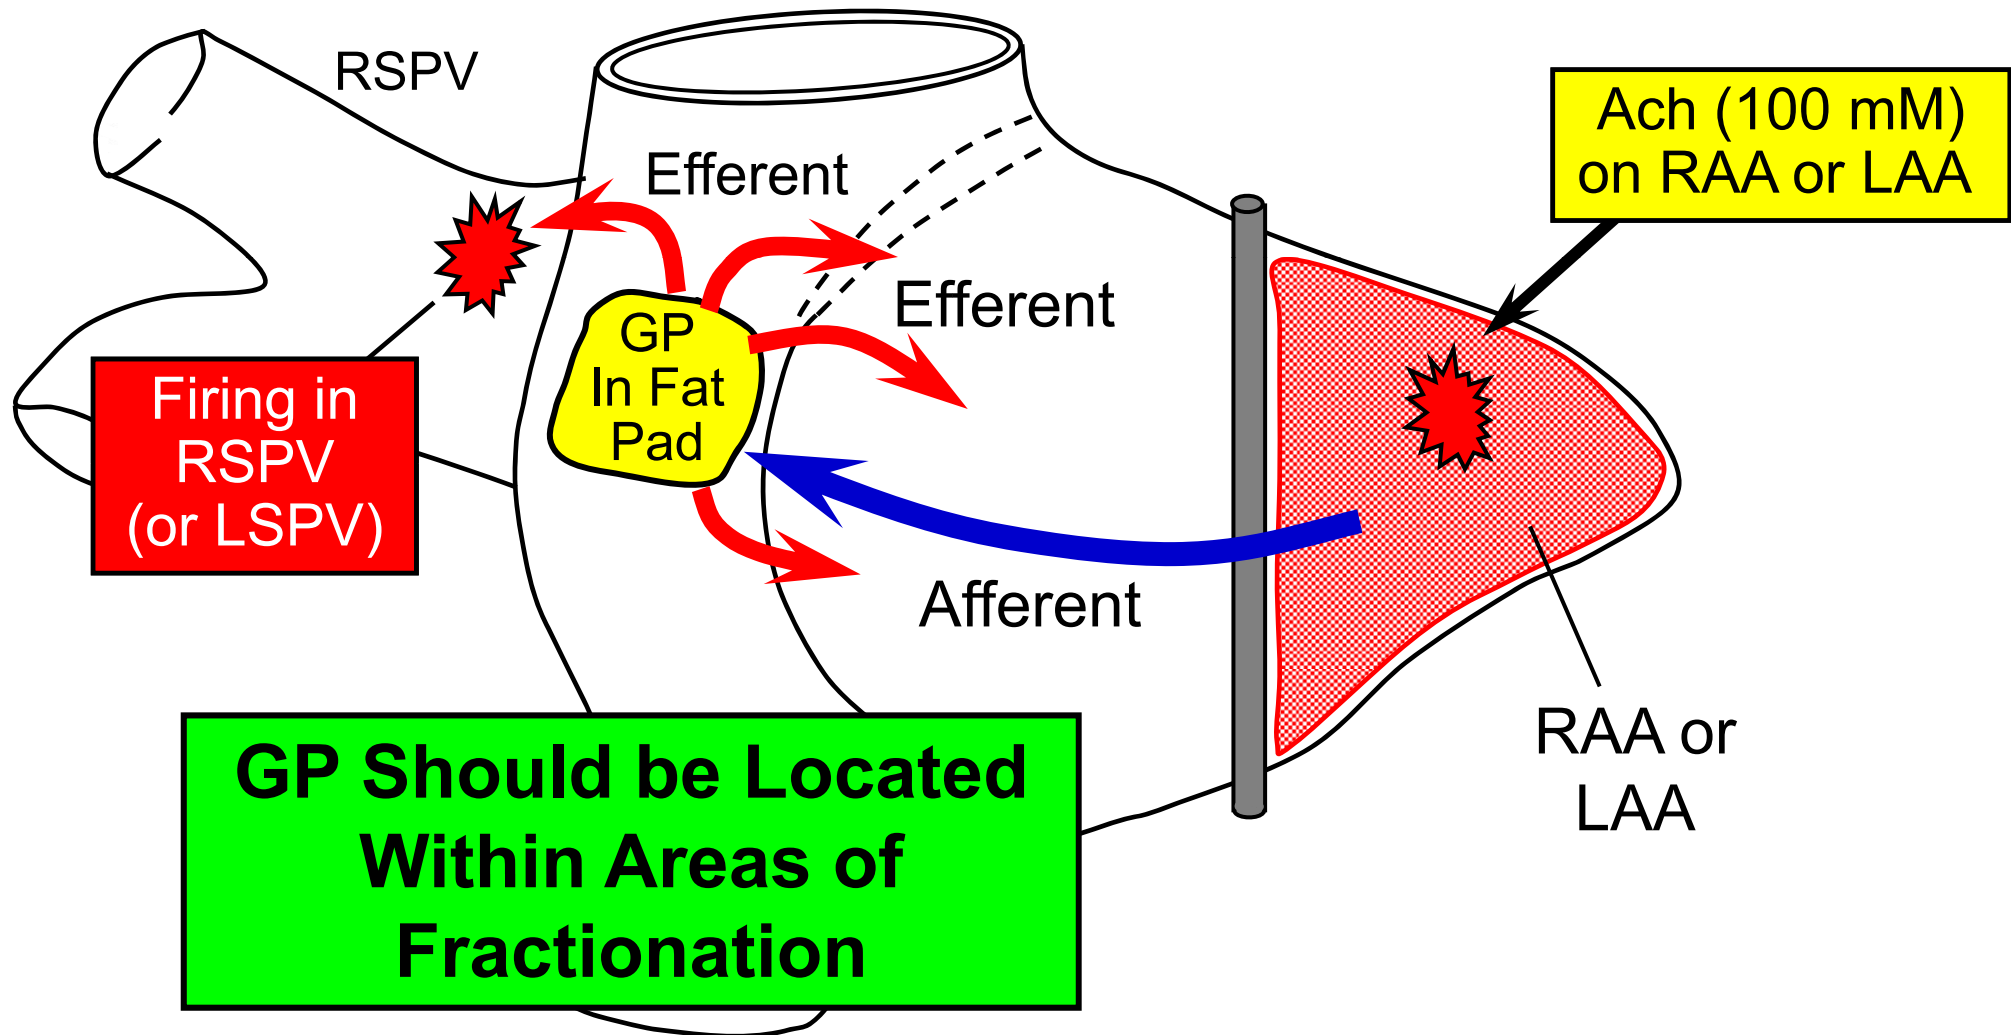 RSPV
Ach (100 mM)
on RAA or LAA
Efferent
Efferent
GP
In Fat
Pad
Firing in
RSPV
(or LSPV)
Afferent
RAA or
LAA
GP Should be Located
Within Areas of
Fractionation